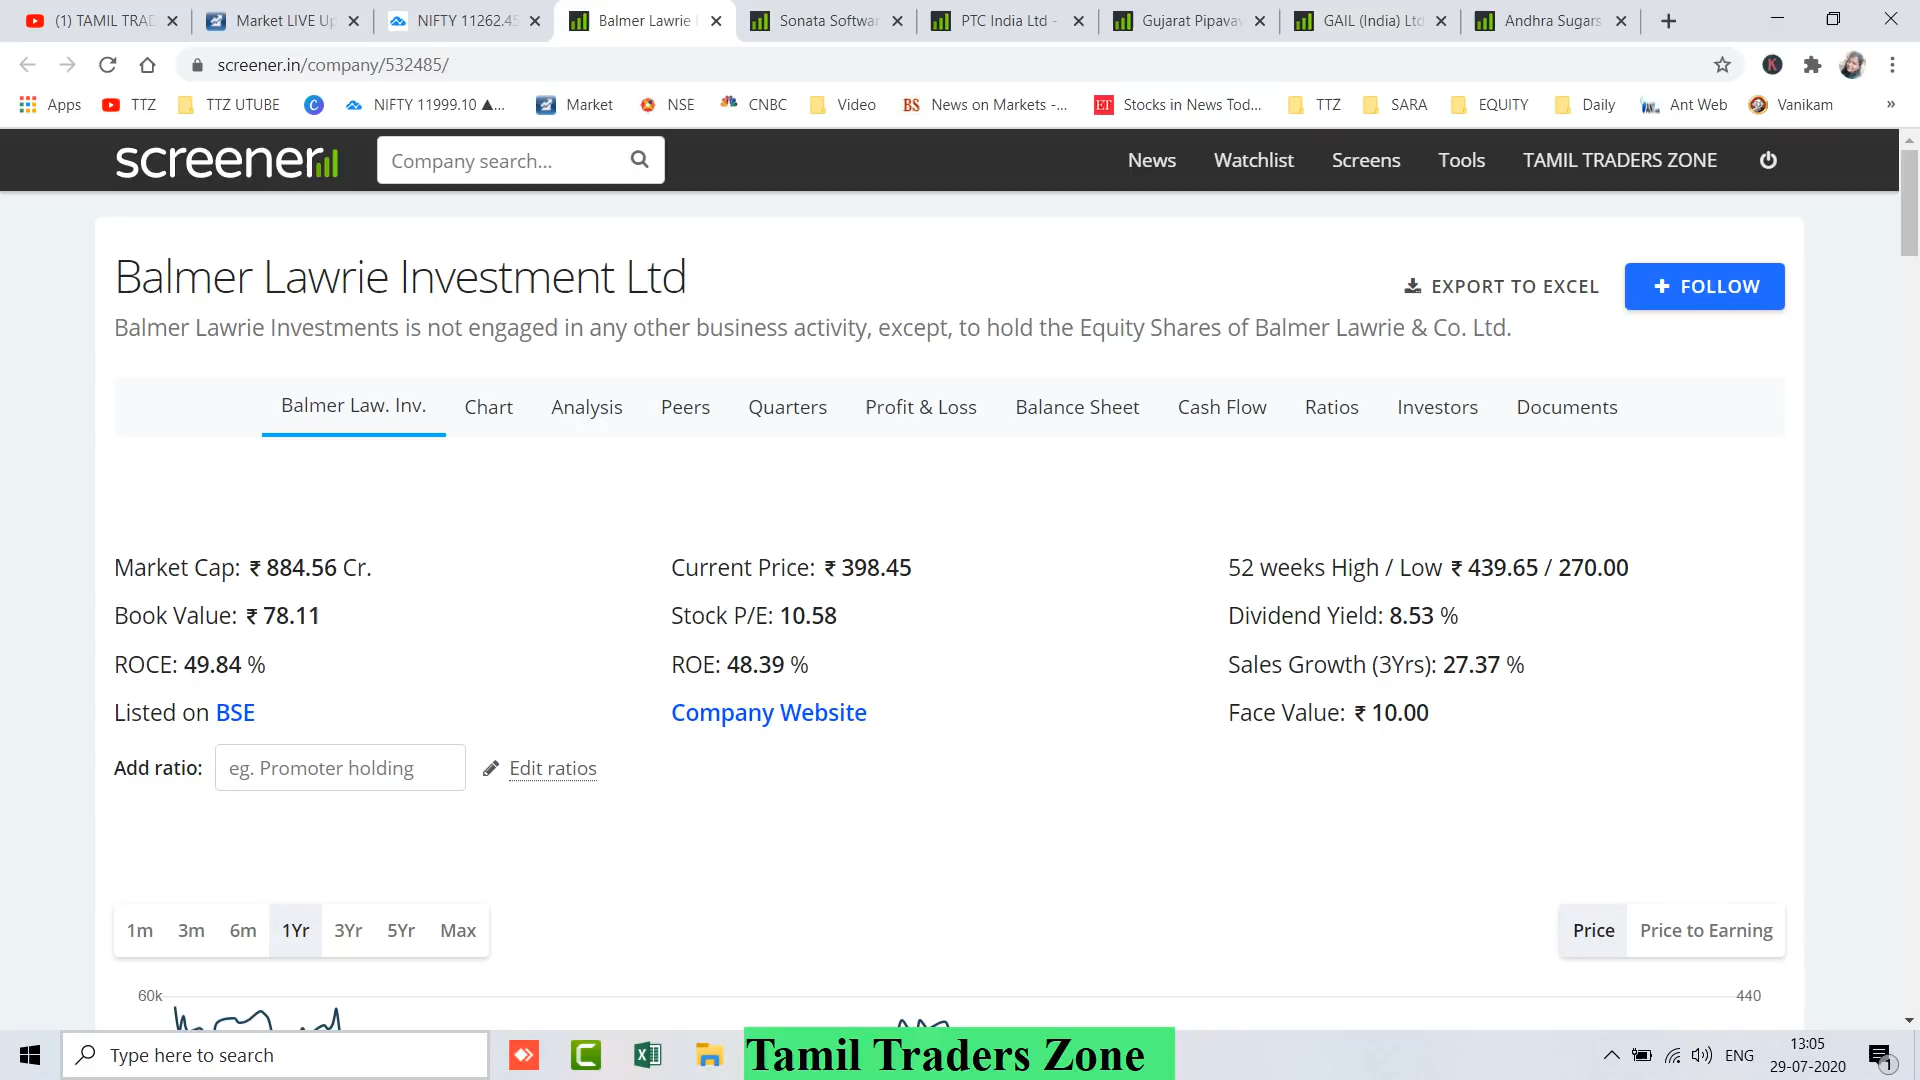 (1) TAMIL TRAD
Market LIVE Up
NIFTY 11262.45
Balmer Lawrie I
Sonata Softwar
PTC India Ltd -
Gujarat Pipavav
GAIL (India) Ltd
Andhra Sugars
screener.in/company/532485/
K
Apps
TTZ
TTZ UTUBE
C
NIFTY 11999.10 ▲...
Market
NSE
CNBC
Video
BS News on Markets -...
ET Stocks in News Tod...
TTZ
SARA
EQUITY
Daily
Ant Web
Vanikam
»
screener
Company search...
News
Watchlist
Screens
Tools
TAMIL TRADERS ZONE
Balmer Lawrie Investment Ltd
EXPORT TO EXCEL
+ FOLLOW
Balmer Lawrie Investments is not engaged in any other business activity, except, to hold the Equity Shares of Balmer Lawrie & Co. Ltd.
Balmer Law. Inv.
Chart
Analysis
Peers
Quarters
Profit & Loss
Balance Sheet
Cash Flow
Ratios
Investors
Documents
Market Cap: ₹ 884.56 Cr.
Current Price: ₹ 398.45
52 weeks High / Low ₹ 439.65 / 270.00
Book Value: ₹ 78.11
Stock P/E: 10.58
Dividend Yield: 8.53 %
ROCE: 49.84 %
ROE: 48.39 %
Sales Growth (3Yrs): 27.37 %
Listed on BSE
Company Website
Face Value: ₹ 10.00
Add ratio:
eg. Promoter holding
Edit ratios
1m
3m
6m
1Yr
3Yr
5Yr
Max
Price
Price to Earning
60k
440
Type here to search
Tamil Traders Zone
ENG
13:05
29-07-2020
1